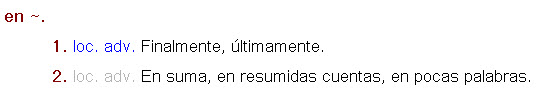 en ~.
1. loc. adv. Finalmente, últimamente.
2. loc. adv. En suma, en resumidas cuentas, en pocas palabras.